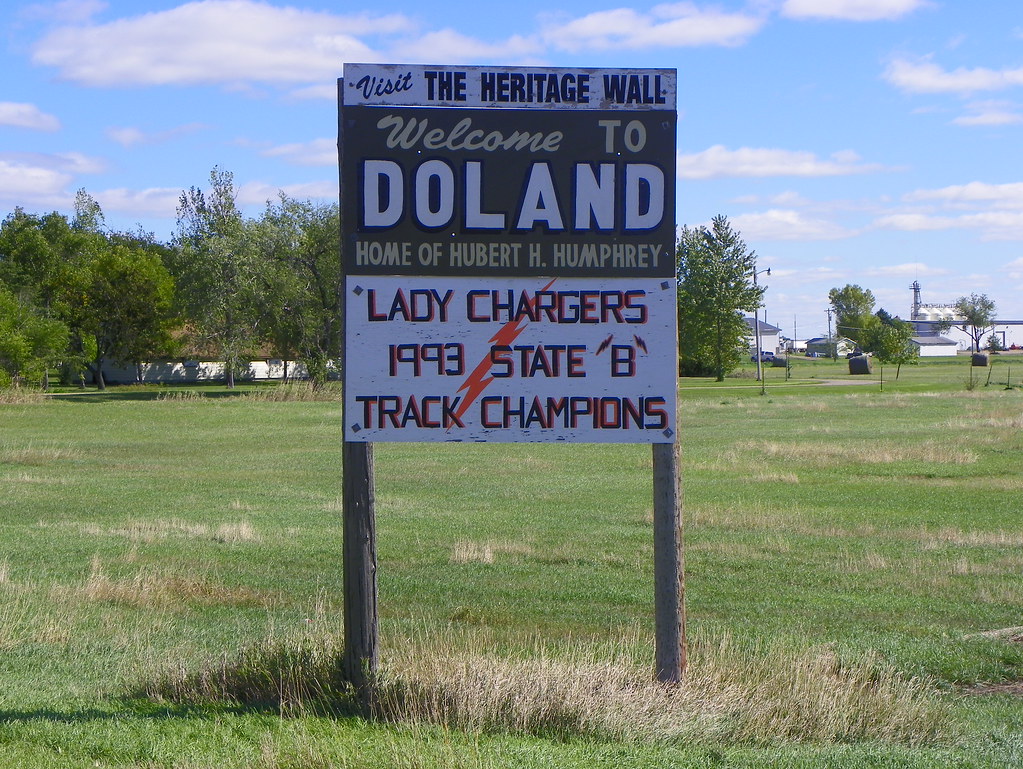 Visit THE HERITAGE WALL
Welcome TO
DOLAND
HOME OF HUBERT H. HUMPHREY
LADY CHARGERS
1993 STATE "B"
TRACK CHAMPIONS